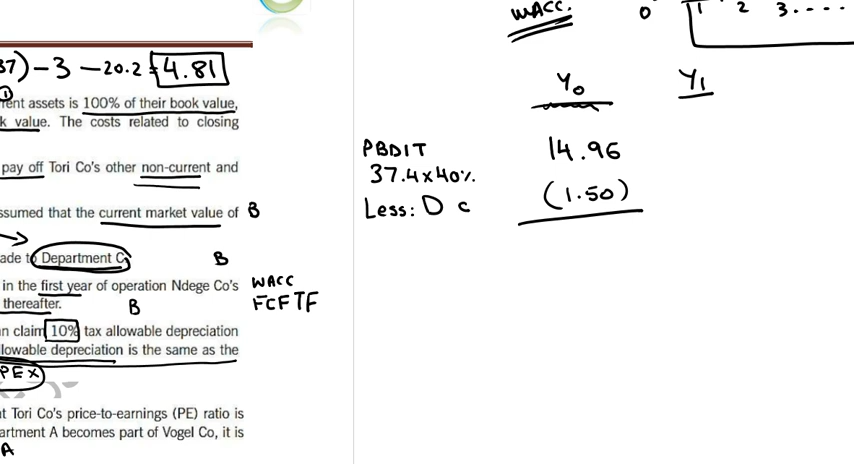 37) - 3 - 20.2 = 4.81
1
rent assets is 100% of their book value,
k value. The costs related to closing
pay off Tori Co's other non-current and
ssumed that the current market value of B
ade to Department C, B
in the first year of operation Ndege Co's
thereafter. B
n claim 10% tax allowable depreciation
lowable depreciation is the same as the
PEX
t Tori Co's price-to-earnings (PE) ratio is
artment A becomes part of Vogel Co, it is
A
WACC
FCF TF
WACC.
0 1 2 3....
Y0 Y1
PBDIT 14.96
37.4x40%
Less: D c (1.50)